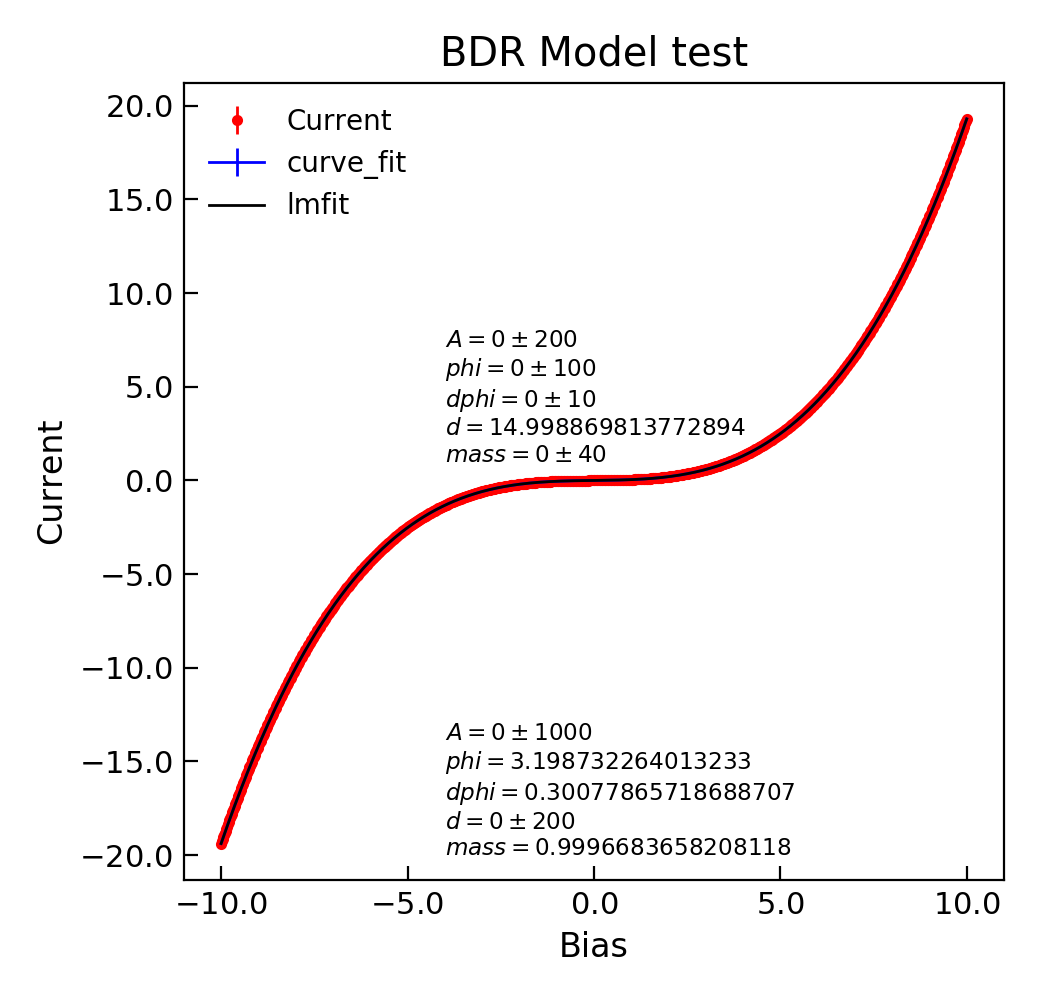 BDR Model test
Current
curve_fit
lmfit
20.0
15.0
10.0
5.0
0.0
−5.0
−10.0
−15.0
−20.0
Current
A = 0 ± 200
phi = 0 ± 100
dphi = 0 ± 10
d = 14.998869813772894
mass = 0 ± 40
A = 0 ± 1000
phi = 3.198732264013233
dphi = 0.30077865718688707
d = 0 ± 200
mass = 0.9996683658208118
−10.0 −5.0 0.0 5.0 10.0
Bias